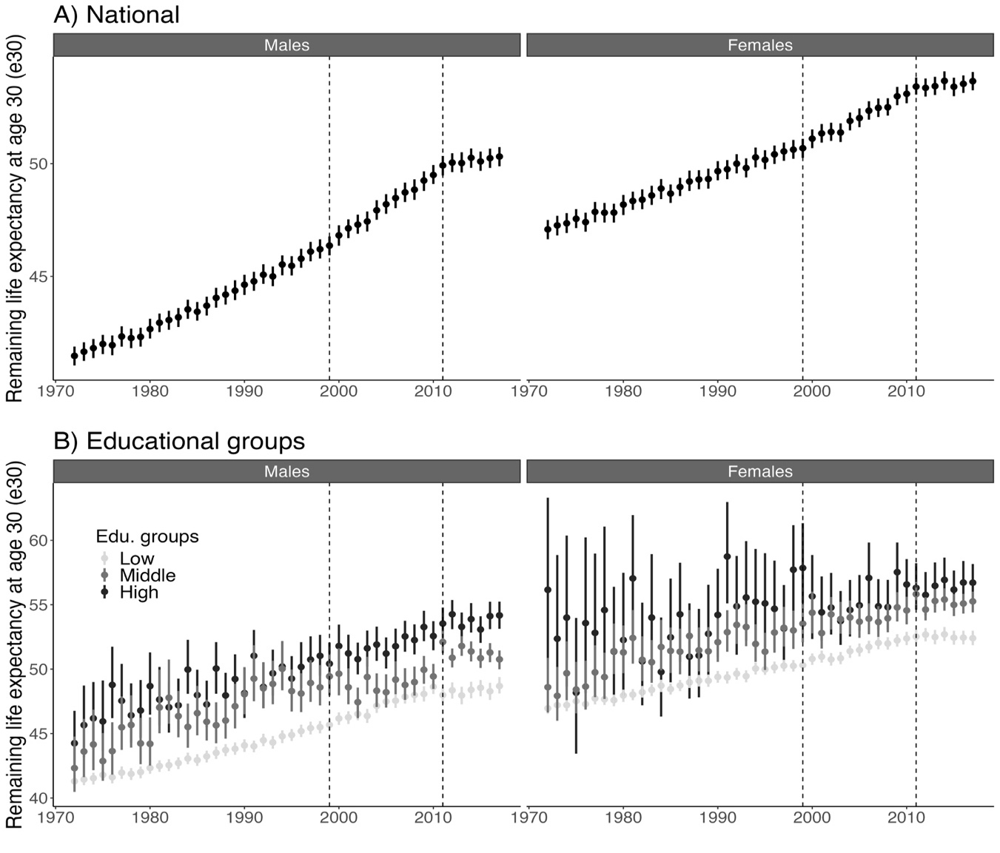 A) National
Males
Females
Remaining life expectancy at age 30 (e30)
50
45
1970 1980 1990 2000 2010 1970 1980 1990 2000 2010
B) Educational groups
Males
Females
Remaining life expectancy at age 30 (e30)
Edu. groups
Low
Middle
High
60
55
50
45
40
1970 1980 1990 2000 2010 1970 1980 1990 2000 2010